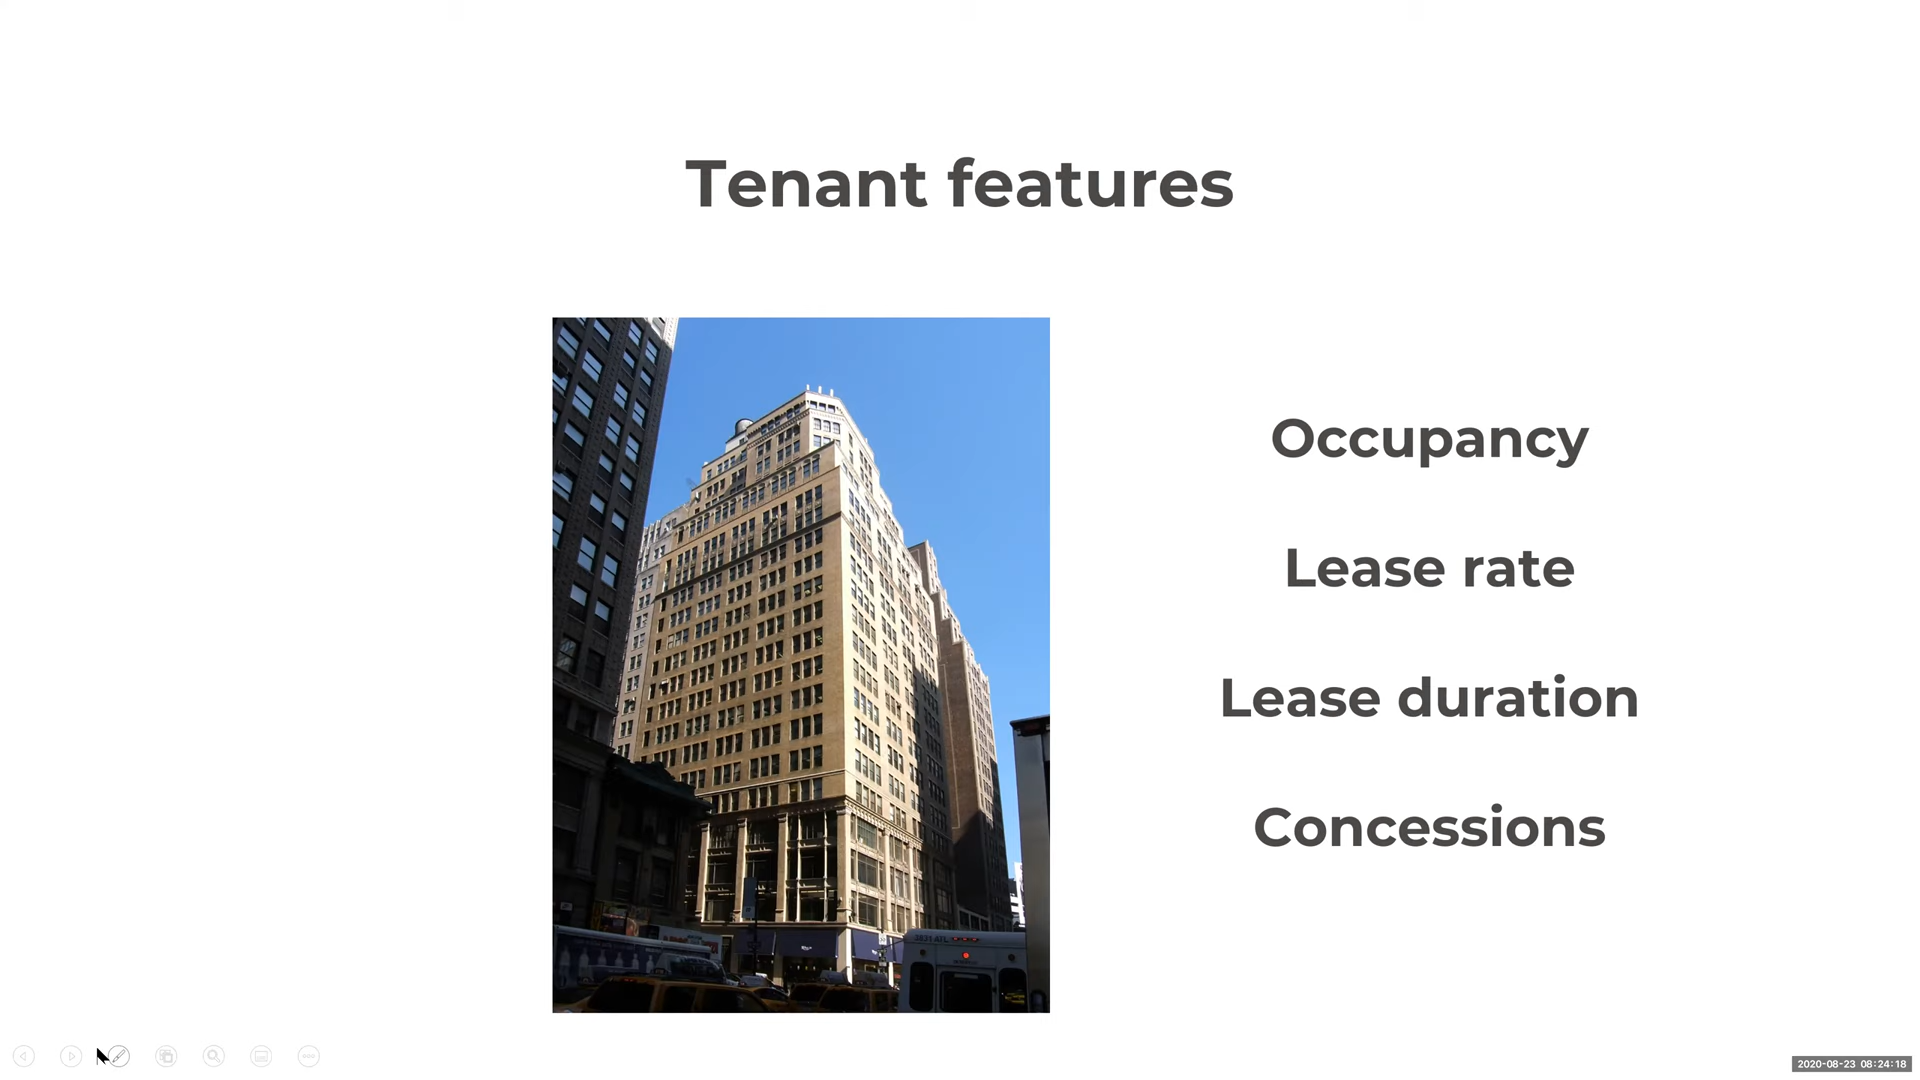 Tenant features
Occupancy
Lease rate
Lease duration
Concessions
2020-08-23 08:24:18